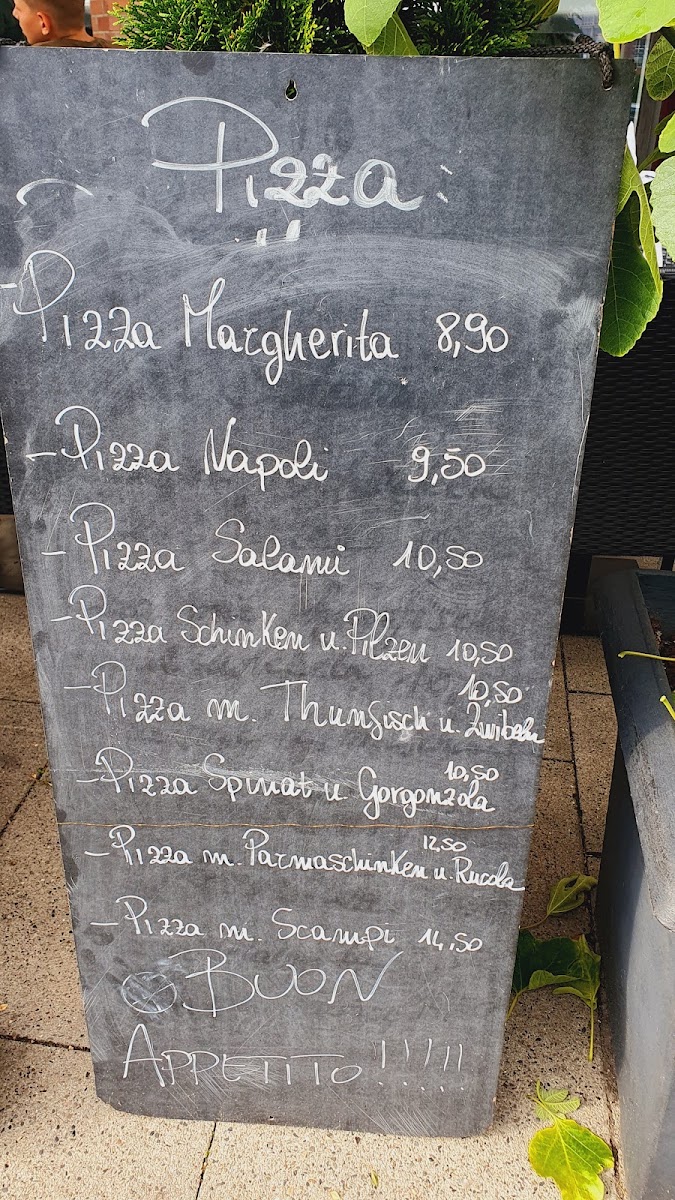 Pizza:
- Pizza Margherita 8,90
- Pizza Napoli 9,50
- Pizza Salami 10,50
- Pizza Schinken u. Pilzen 10,50
- Pizza m. Thunfisch u. Zwibeln 10,50
- Pizza Spinat u. Gorgonzola 10,50
- Pizza m. Parmaschinken u. Rucola 12,50
- Pizza m. Scampi 14,50
BUON
APPETITO !!!!!